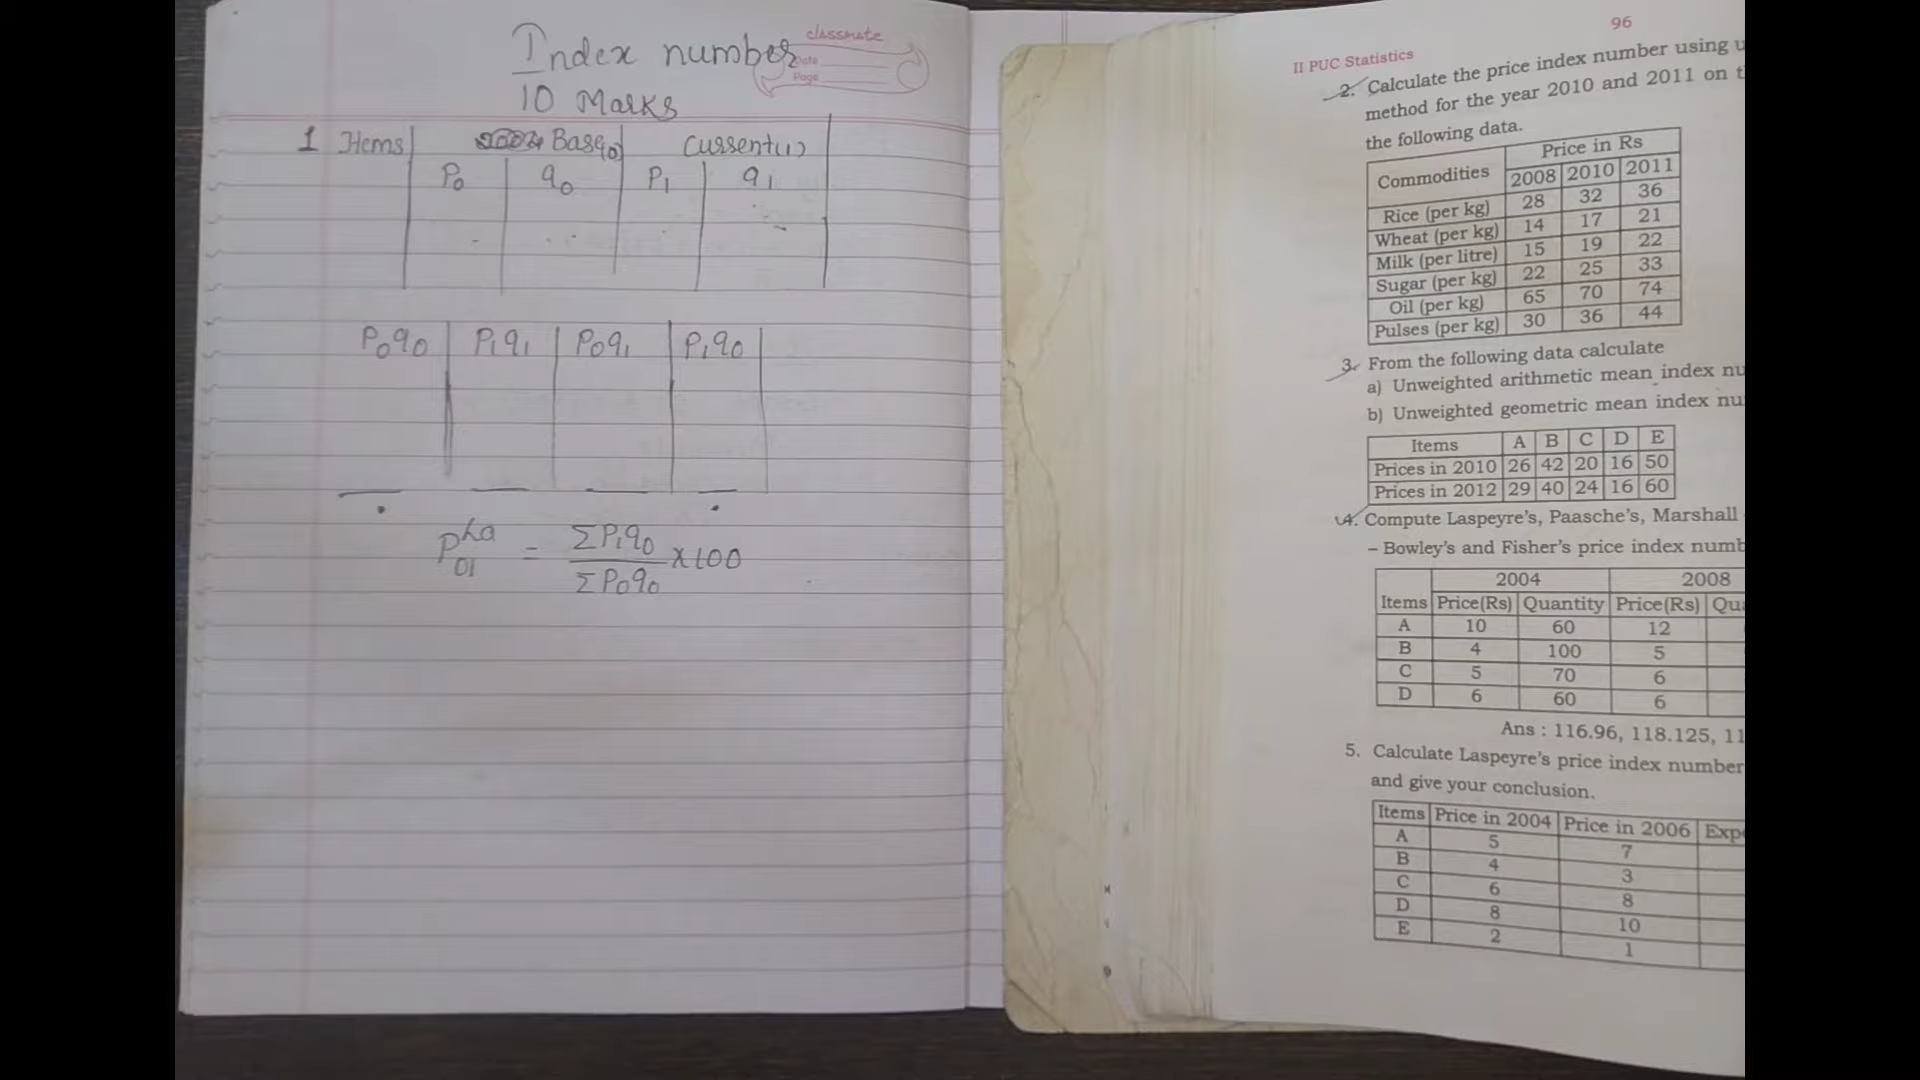 Index number
classmate
Date
Page
10 Marks
1 Items Base(0) Current(1)
P0 q0 P1 q1
P0q0 P1q1 P0q1 P1q0
P01^La = ΣP1q0 / ΣP0q0 × 100
96
II PUC Statistics
2. Calculate the price index number using
method for the year 2010 and 2011 on
the following data.
Commodities Price in Rs
2008 2010 2011
Rice (per kg) 28 32 36
Wheat (per kg) 14 17 21
Milk (per litre) 15 19 22
Sugar (per kg) 22 25 33
Oil (per kg) 65 70 74
Pulses (per kg) 30 36 44
3. From the following data calculate
a) Unweighted arithmetic mean index
b) Unweighted geometric mean index
Items A B C D E
Prices in 2010 26 42 20 16 50
Prices in 2012 29 40 24 16 60
4. Compute Laspeyre's, Paasche's, Marshall
– Bowley's and Fisher's price index
2004 2008
Items Price(Rs) Quantity Price(Rs)
A 10 60 12
B 4 100 5
C 5 70 6
D 6 60 6
Ans : 116.96, 118.125, 11
5. Calculate Laspeyre's price index number
and give your conclusion.
Items Price in 2004 Price in 2006
A 5 7
B 4 3
C 6 8
D 8 10
E 2 1